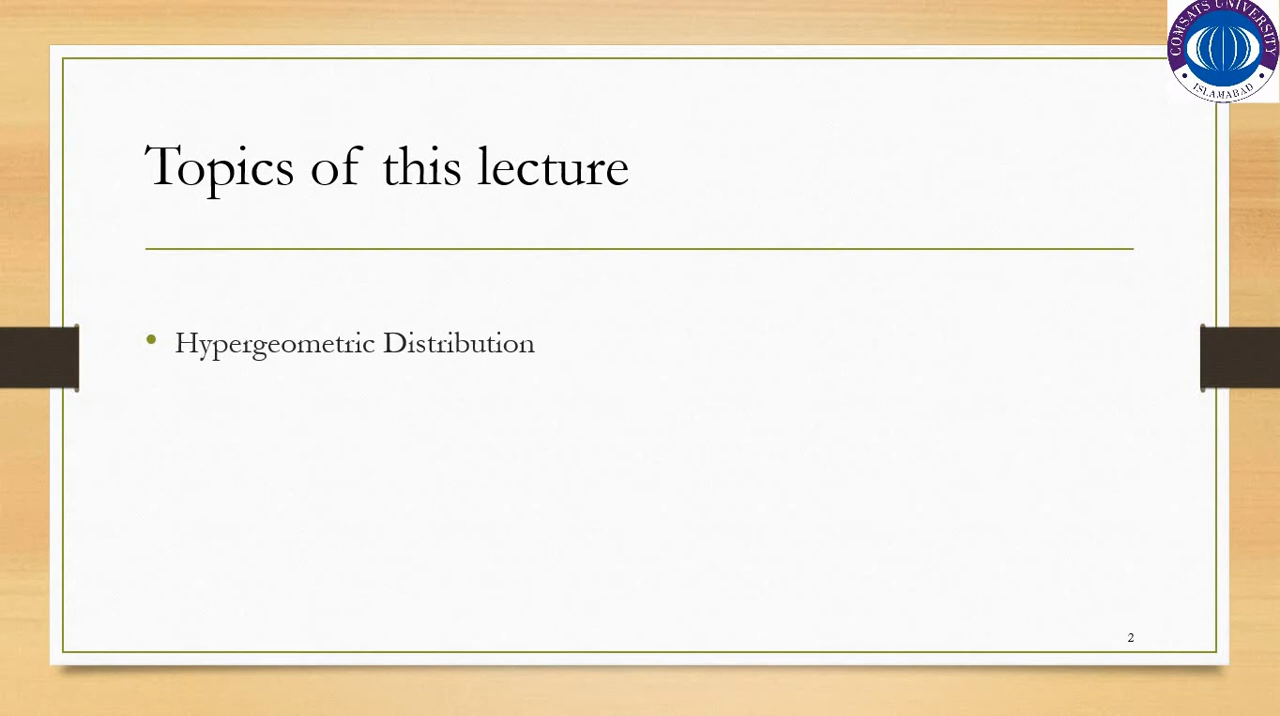 COMSATS UNIVERSITY
ISLAMABAD
Topics of this lecture
• Hypergeometric Distribution
2